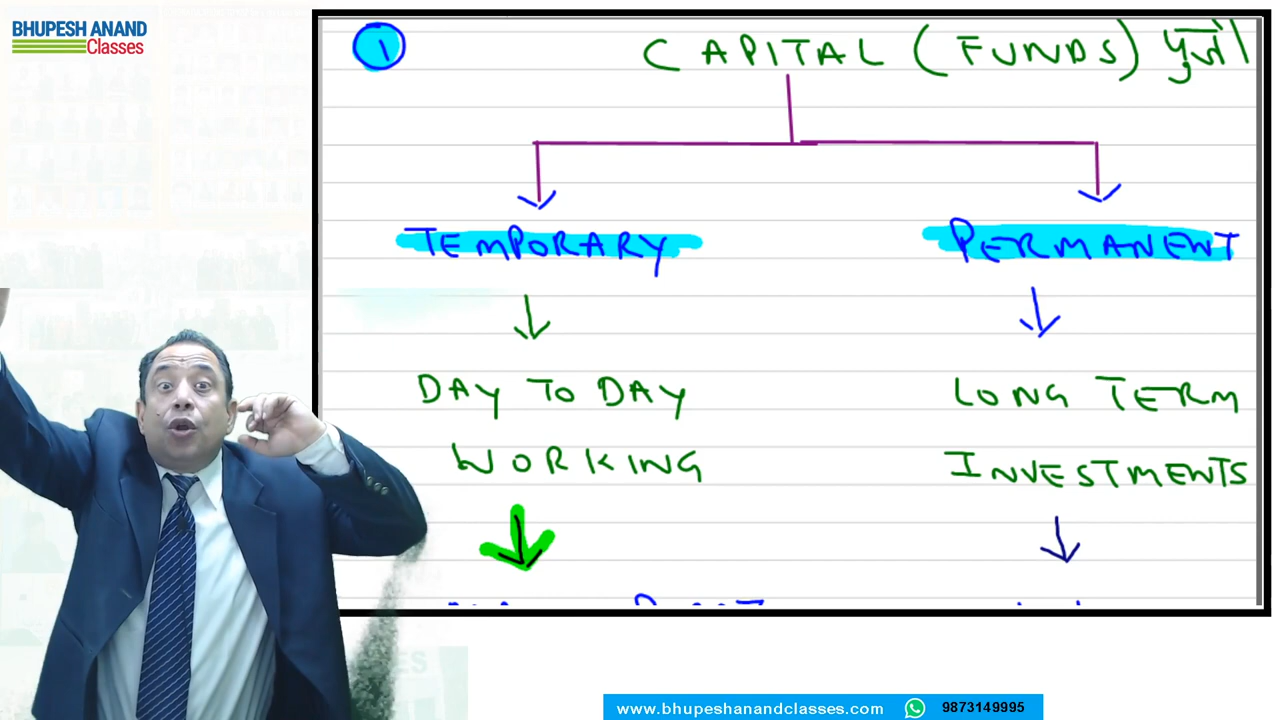 BHUPESH ANAND
Classes
1
CAPITAL (FUNDS) पूंजी
TEMPORARY
PERMANENT
DAY TO DAY
WORKING
LONG TERM
INVESTMENTS
www.bhupeshanandclasses.com
9873149995